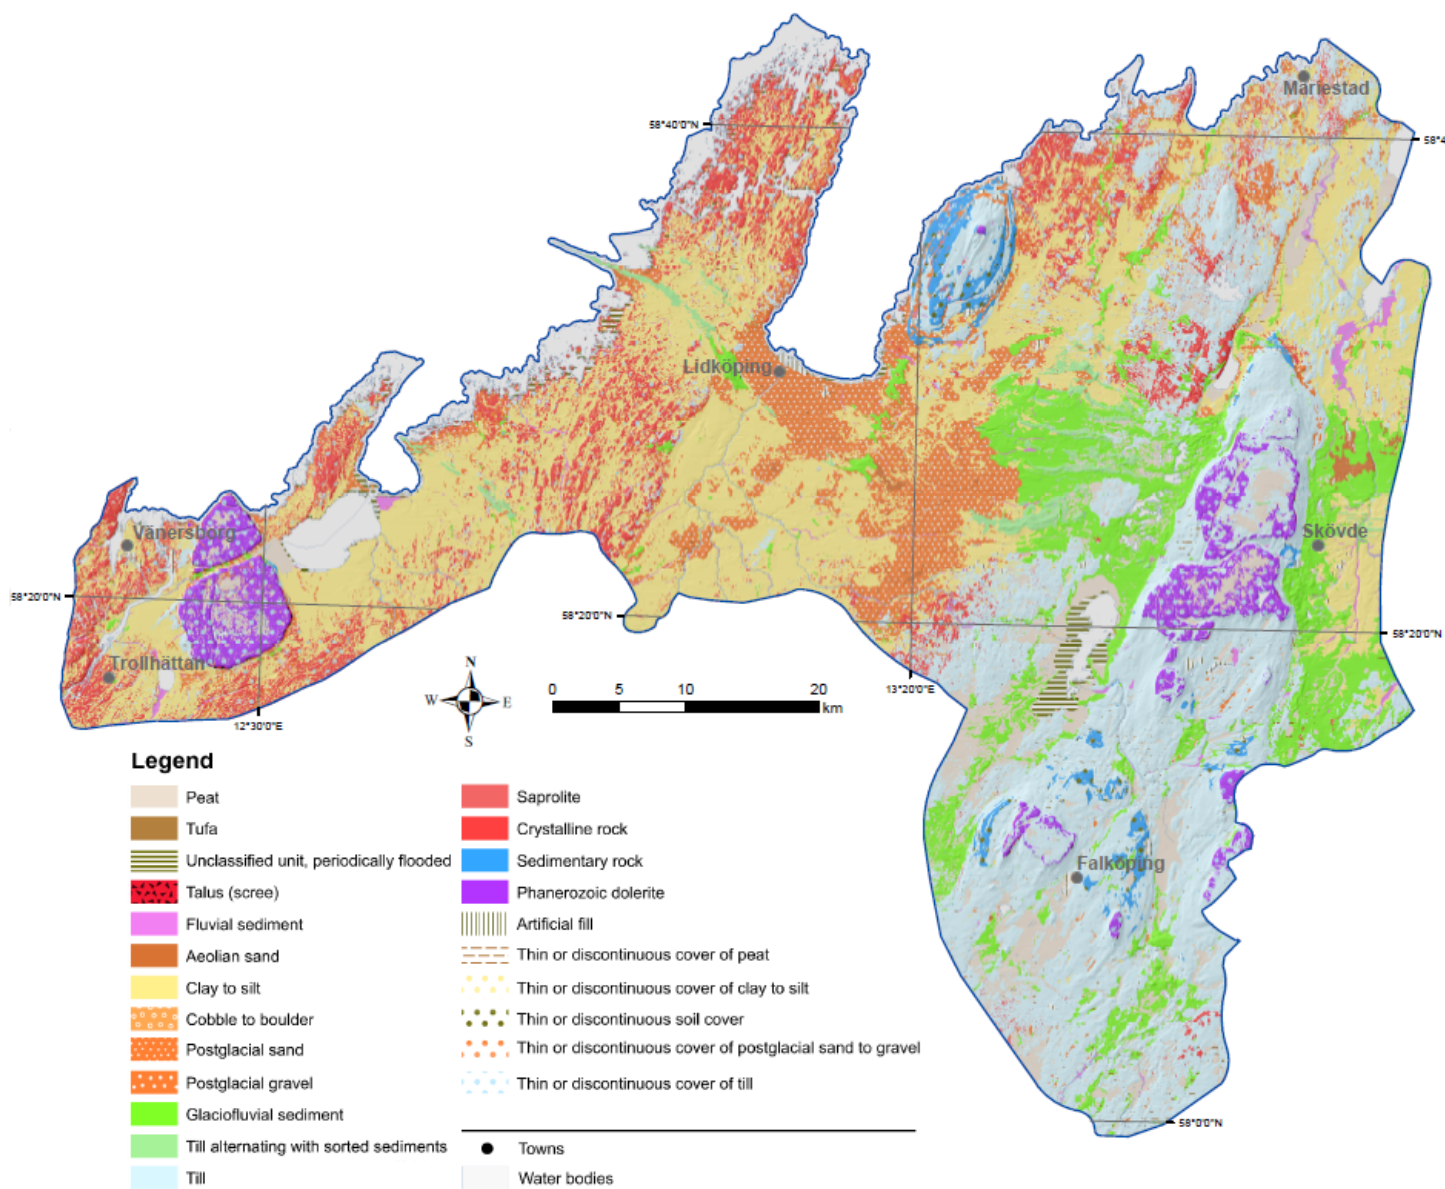 Mariestad
58°40'0"N
58°4
Lidköping
Vänersborg
Skövde
58°20'0"N
58°20'0"N
58°20'0"N
Trollhättan
N
W
E
S
0 5 10 20
km
13°20'0"E
12°30'0"E
Falköping
58°0'0"N
Legend
Peat
Tufa
Unclassified unit, periodically flooded
Talus (scree)
Fluvial sediment
Aeolian sand
Clay to silt
Cobble to boulder
Postglacial sand
Postglacial gravel
Glaciofluvial sediment
Till alternating with sorted sediments
Till
Saprolite
Crystalline rock
Sedimentary rock
Phanerozoic dolerite
Artificial fill
Thin or discontinuous cover of peat
Thin or discontinuous cover of clay to silt
Thin or discontinuous soil cover
Thin or discontinuous cover of postglacial sand to gravel
Thin or discontinuous cover of till
Towns
Water bodies